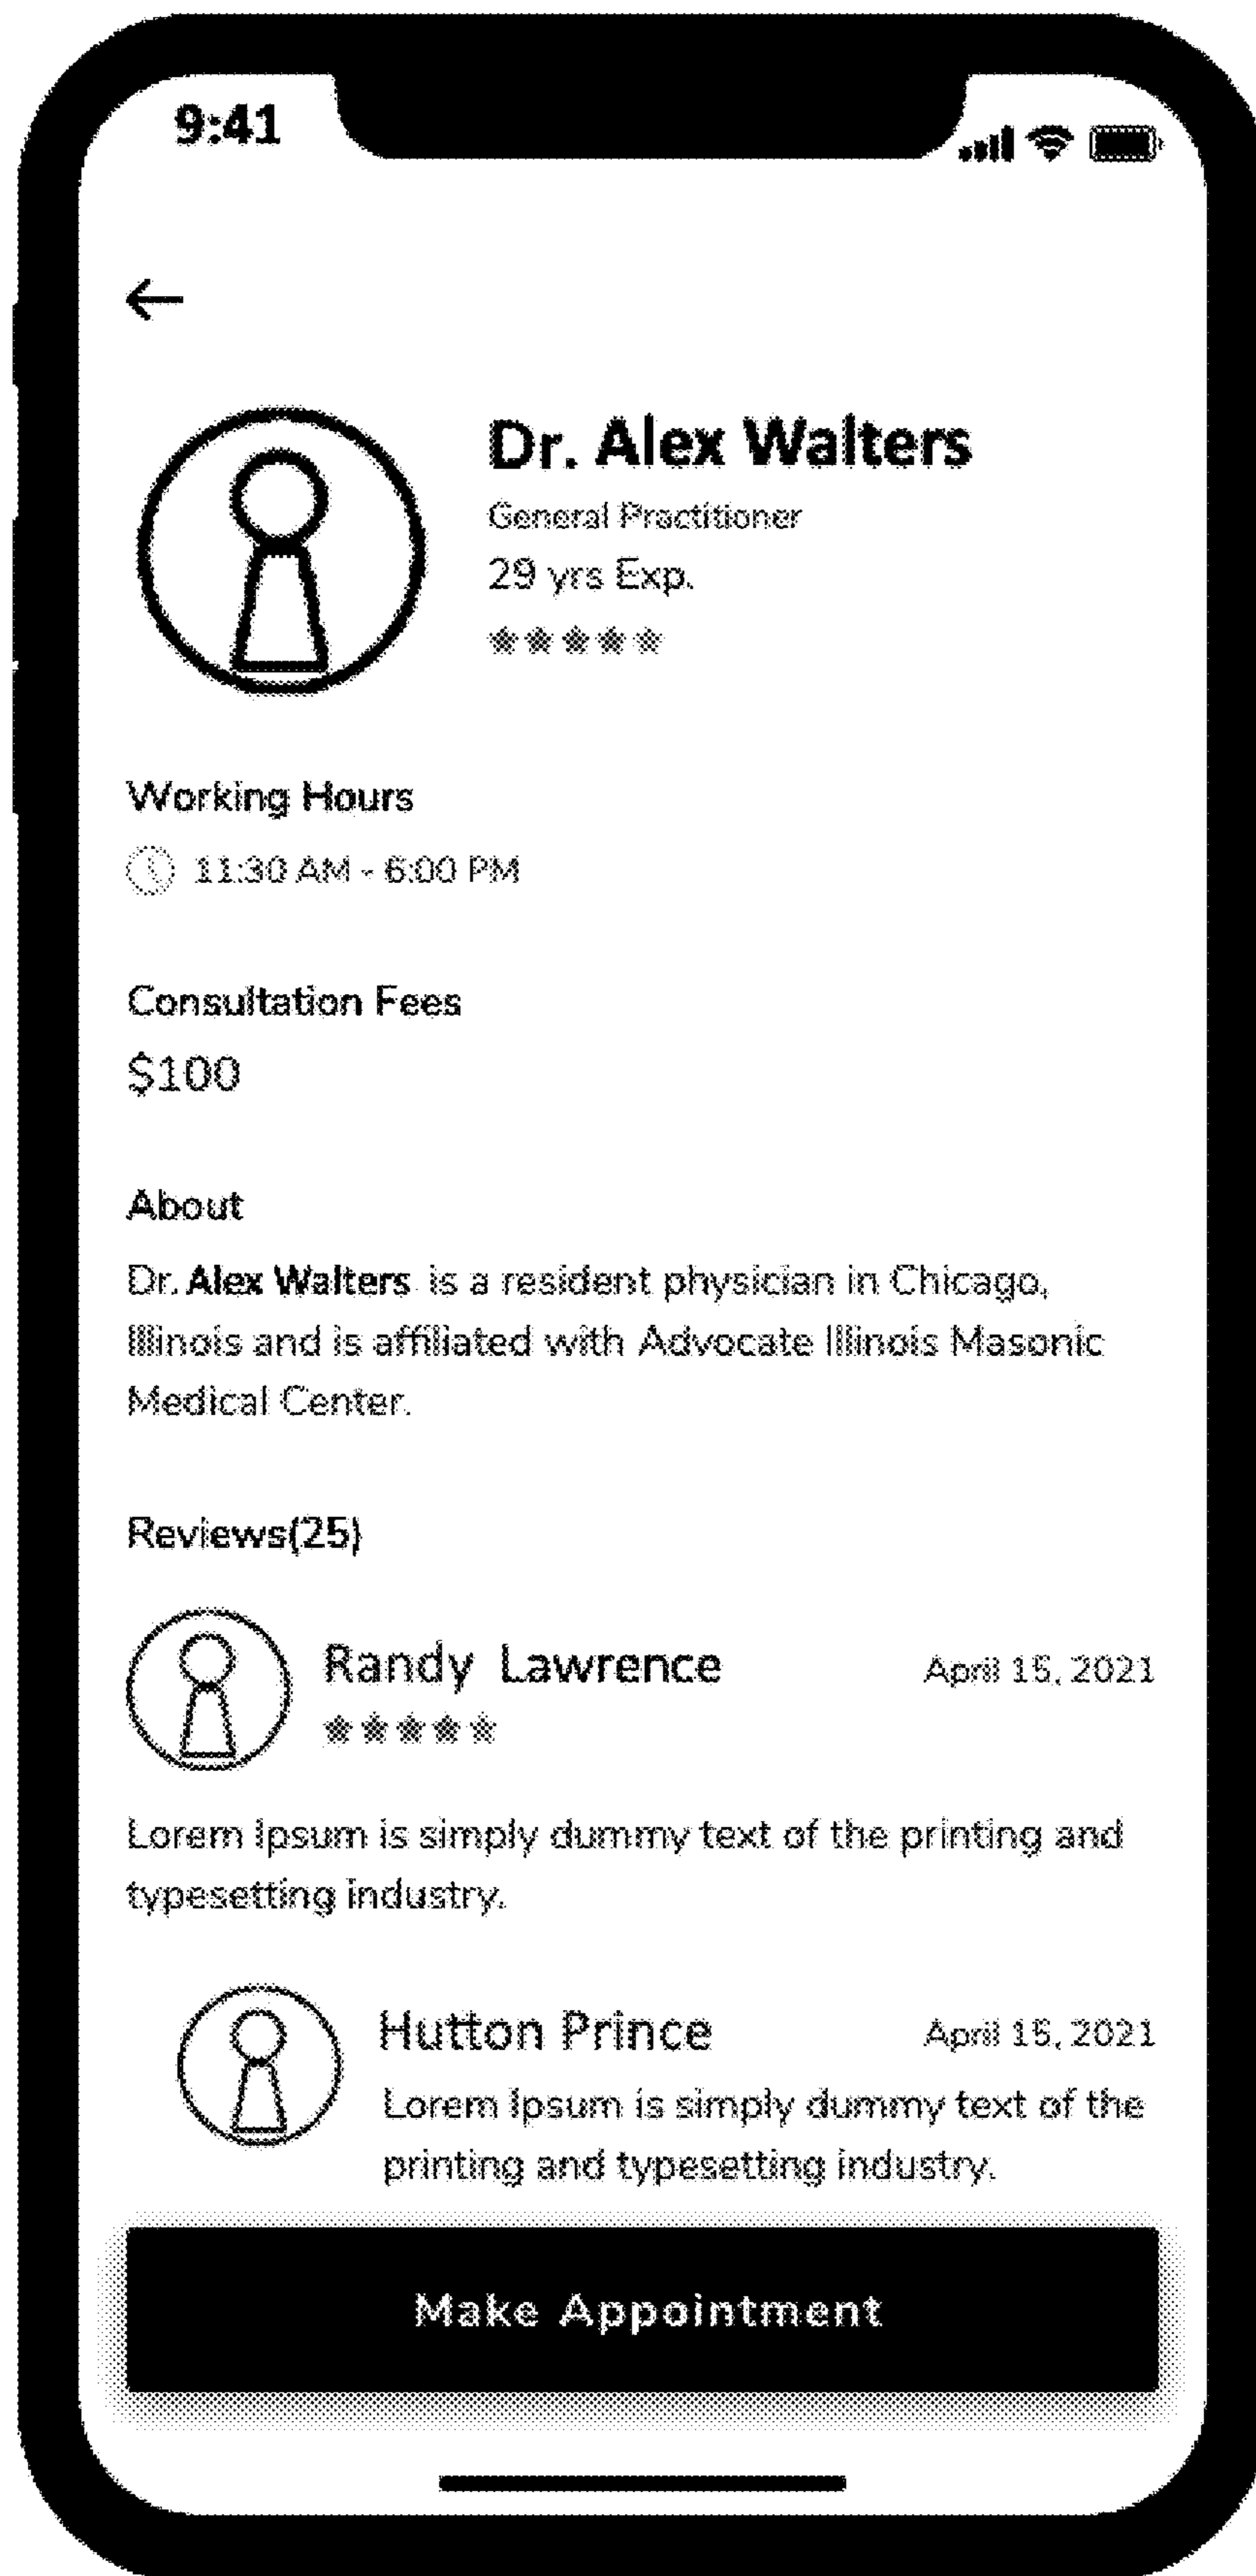 9:41
Dr. Alex Walters
General Practitioner
29 yrs Exp.
Working Hours
11:30 AM - 6:00 PM
Consultation Fees
$100
About
Dr. Alex Walters is a resident physician in Chicago,
Illinois and is affiliated with Advocate Illinois Masonic
Medical Center.
Reviews(25)
Randy Lawrence April 15, 2021
Lorem Ipsum is simply dummy text of the printing and
typesetting industry.
Hutton Prince April 15, 2021
Lorem Ipsum is simply dummy text of the
printing and typesetting industry.
Make Appointment